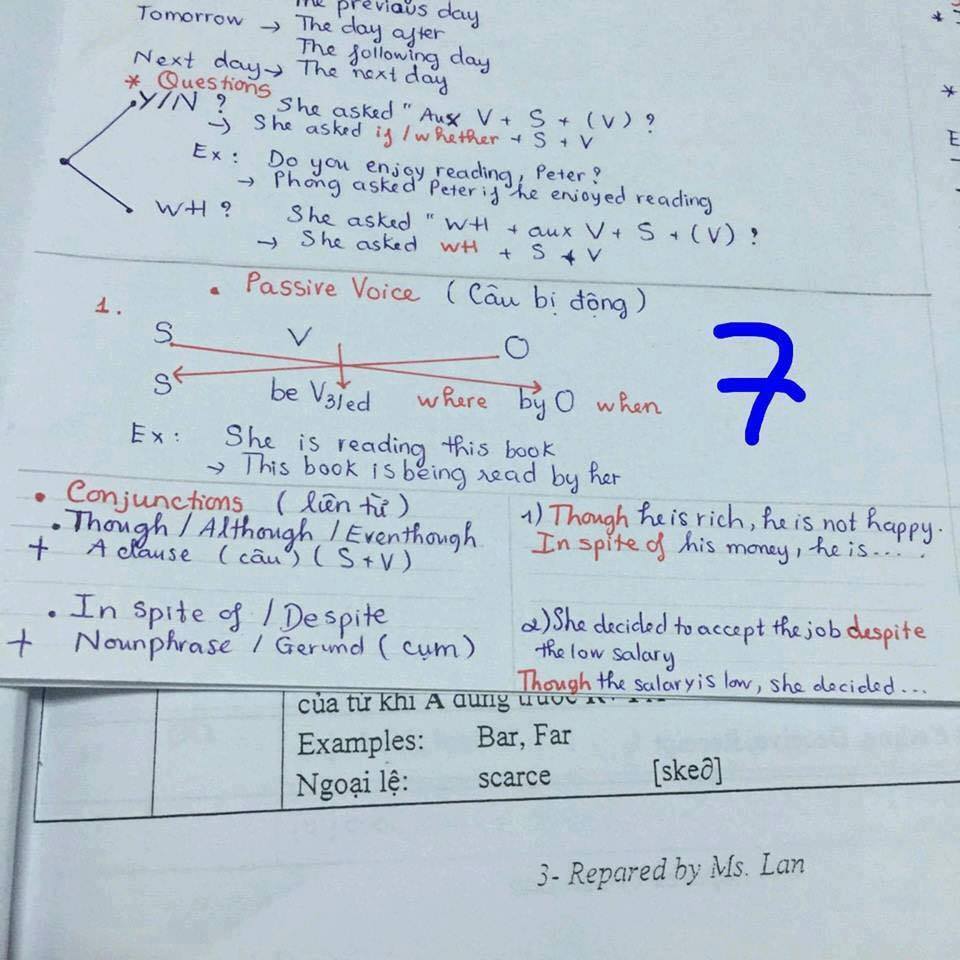 The previous day
Tomorrow → The day after
The following day
Next day → The next day
* Questions
Y/N ? She asked " Aux V + S + (V) ?
→ She asked if / whether + S + V
Ex : Do you enjoy reading, Peter?
→ Phong asked Peter if he enjoyed reading
WH ? She asked " WH + aux V + S + (V) ?
→ She asked WH + S + V
• Passive Voice ( Câu bị động )
1.
S V O
S be V3/ed where by O when
7
Ex : She is reading this book
→ This book is being read by her
• Conjunctions ( liên từ )
• Though / Although / Eventhough
+ A clause ( câu ) ( S + V )
• In spite of / Despite
+ Nounphrase / Gerund ( cụm )
1) Though he is rich, he is not happy.
In spite of his money, he is.....
2) She decided to accept the job despite
the low salary
Though the salary is low, she decided...
của từ khi A đứng trước
Examples: Bar, Far
Ngoại lệ: scarce [skeə]
3- Repared by Ms. Lan
*
*
E